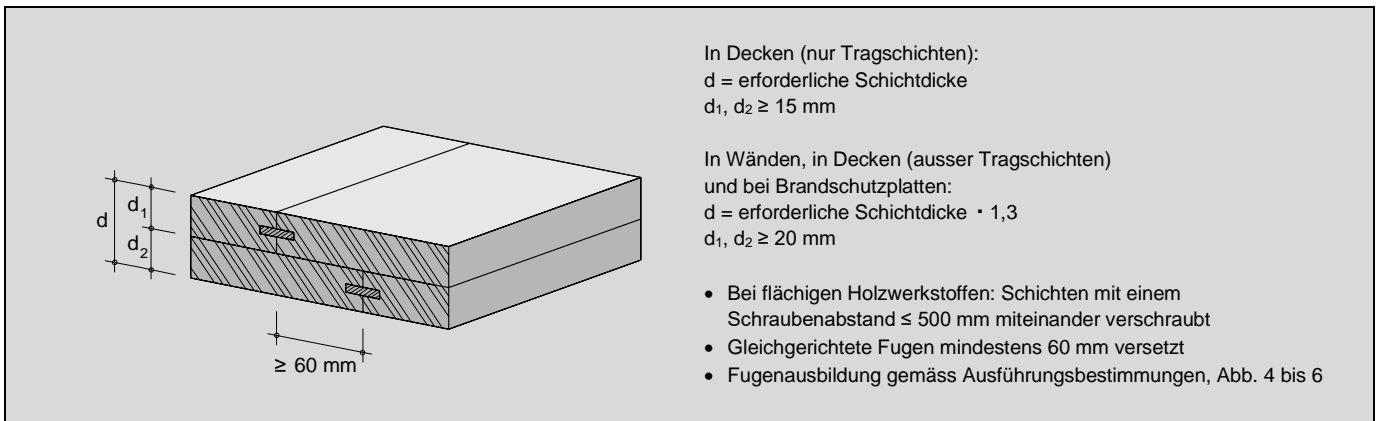 In Decken (nur Tragschichten):
d = erforderliche Schichtdicke
d₁, d₂ ≥ 15 mm
In Wänden, in Decken (ausser Tragschichten)
und bei Brandschutzplatten:
d = erforderliche Schichtdicke · 1,3
d₁, d₂ ≥ 20 mm
• Bei flächigen Holzwerkstoffen: Schichten mit einem
Schraubenabstand ≤ 500 mm miteinander verschraubt
• Gleichgerichtete Fugen mindestens 60 mm versetzt
• Fugenausbildung gemäss Ausführungsbestimmungen, Abb. 4 bis 6
d
d₁
d₂
≥ 60 mm